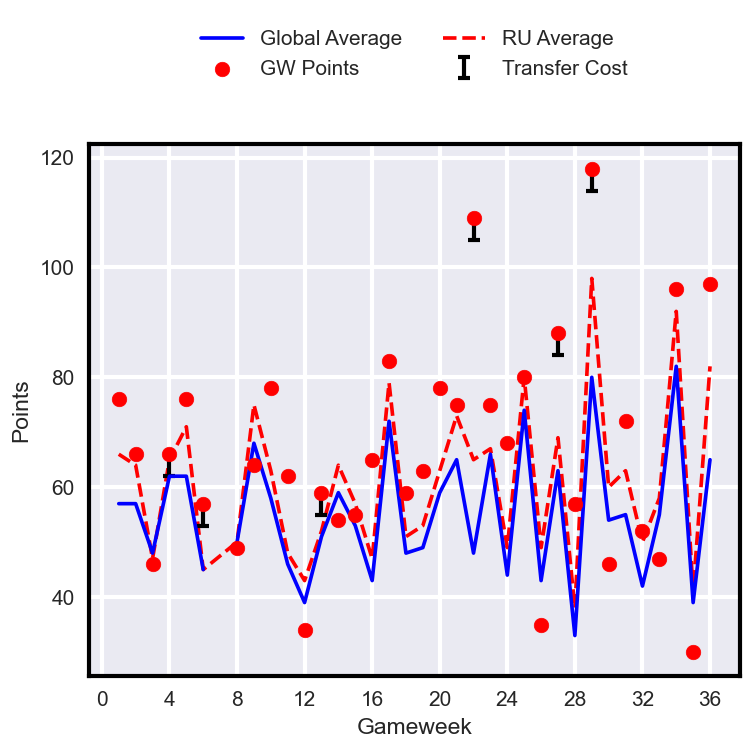 Global Average RU Average
GW Points Transfer Cost
120
100
80
60
40
Points
0 4 8 12 16 20 24 28 32 36
Gameweek